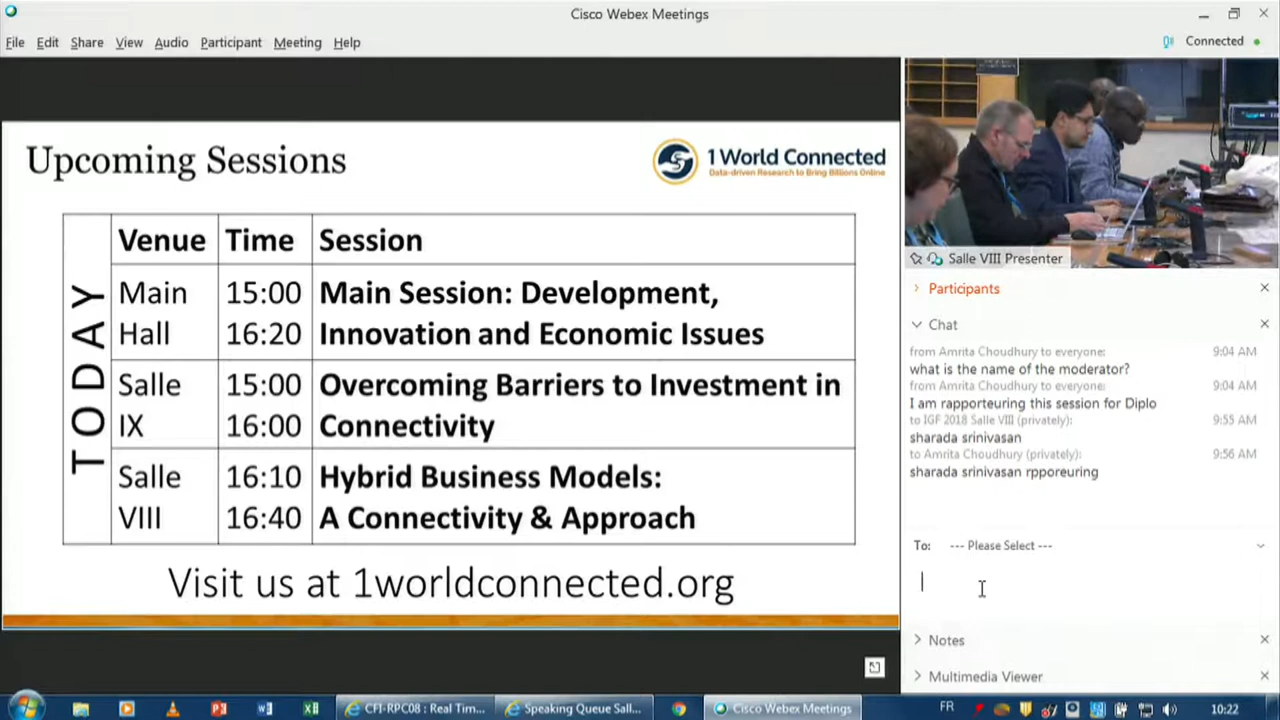 Cisco Webex Meetings
File Edit Share View Audio Participant Meeting Help
Connected
Upcoming Sessions
1 World Connected
Data-driven Research to Bring Billions Online
TODAY
Venue Time Session
Main Hall 15:00 16:20 Main Session: Development,
Innovation and Economic Issues
Salle IX 15:00 16:00 Overcoming Barriers to Investment in
Connectivity
Salle VIII 16:10 16:40 Hybrid Business Models:
A Connectivity & Approach
Visit us at 1worldconnected.org
Salle VIII Presenter
Participants
Chat
from Amrita Choudhury to everyone: 9:04 AM
what is the name of the moderator?
from Amrita Choudhury to everyone: 9:04 AM
I am rapporteuring this session for Diplo
to IGF 2018 Salle VIII (privately): 9:55 AM
sharada srinivasan
to Amrita Choudhury (privately): 9:56 AM
sharada srinivasan rpporeuring
To: --- Please Select ---
Notes
Multimedia Viewer
CFI-RPC08 : Real Tim... Speaking Queue Sall... Cisco Webex Meetings FR 10:22